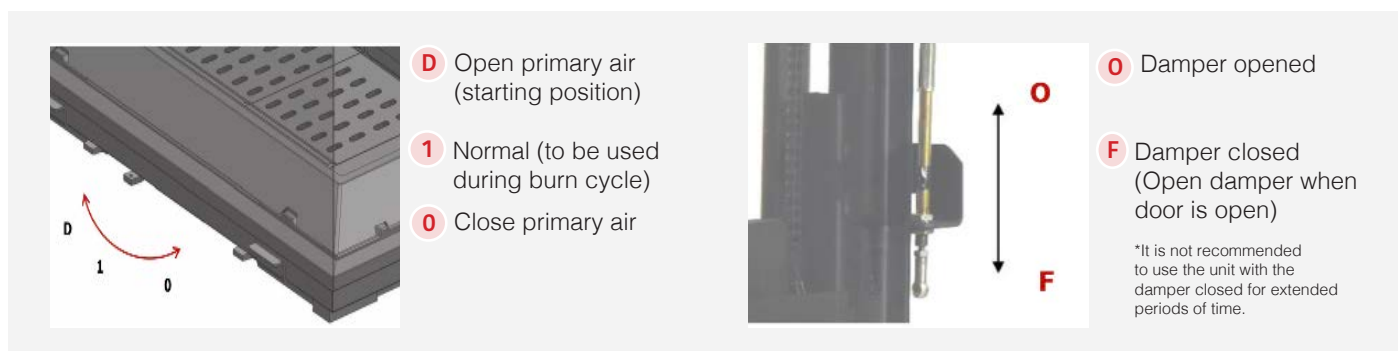 D
1
0
D Open primary air
(starting position)
1 Normal (to be used
during burn cycle)
0 Close primary air
O
F
O Damper opened
F Damper closed
(Open damper when
door is open)
*It is not recommended
to use the unit with the
damper closed for extended
periods of time.